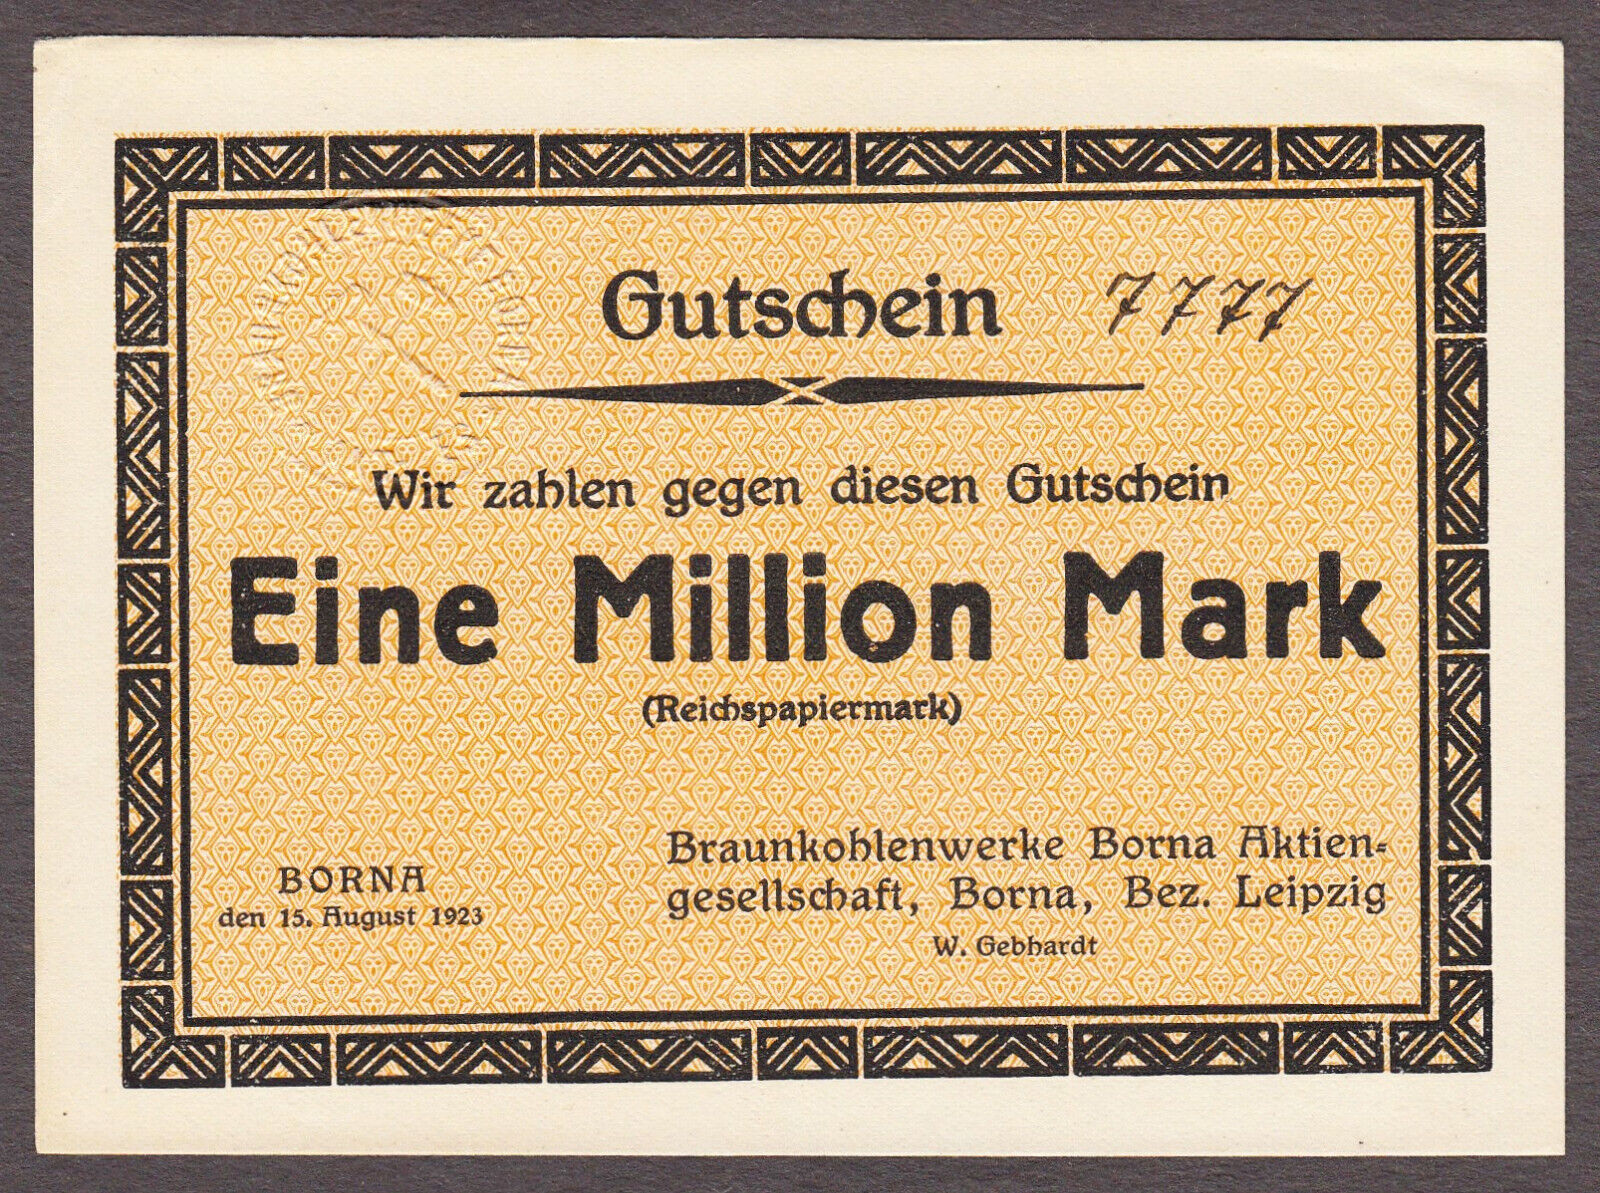 Gutschein 7777
Wir zahlen gegen diesen Gutschein
Eine Million Mark
(Reichspapiermark)
Braunkohlenwerke Borna Aktien-
gesellschaft, Borna, Bez. Leipzig
W. Gebhardt
BORNA
den 15. August 1923